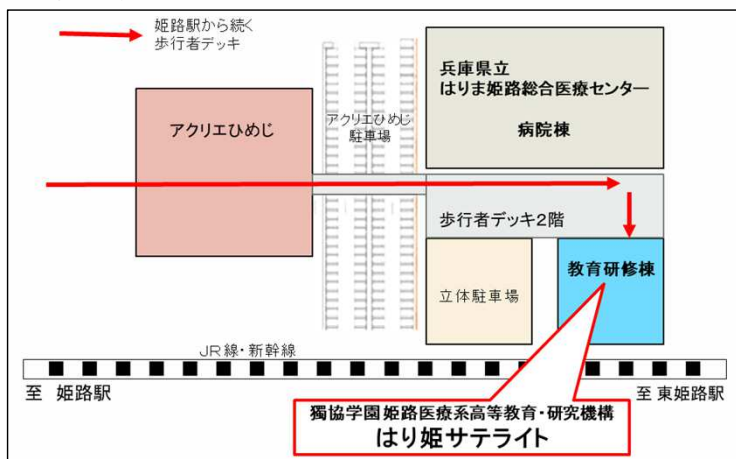 姫路駅から続く
歩行者デッキ
兵庫県立
はりま姫路総合医療センター
病院棟
アクリエひめじ
アクリエひめじ
駐車場
歩行者デッキ2階
立体駐車場
教育研修棟
JR線・新幹線
至 姫路駅
至 東姫路駅
獨協学園姫路医療系高等教育・研究機構
はり姫サテライト